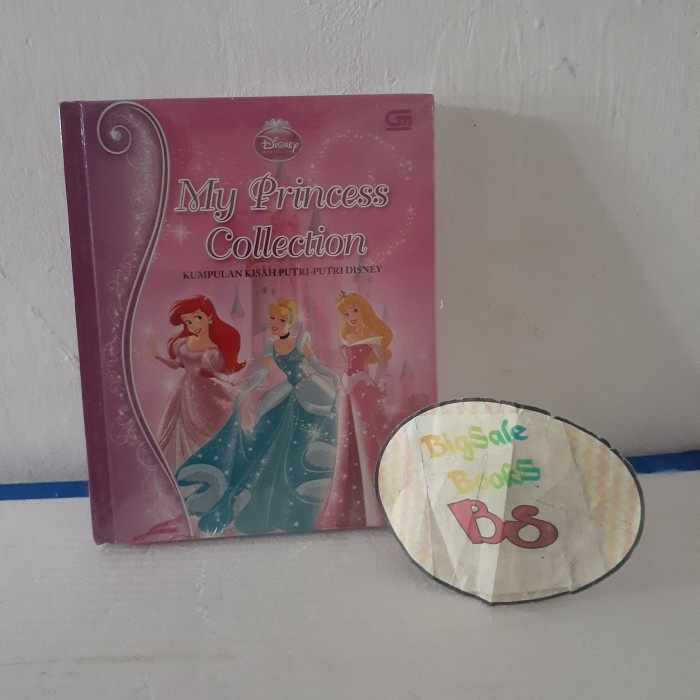 Disney
My Princess
Collection
KUMPULAN KISAH PUTRI-PUTRI DISNEY
BigSale
Books
BS